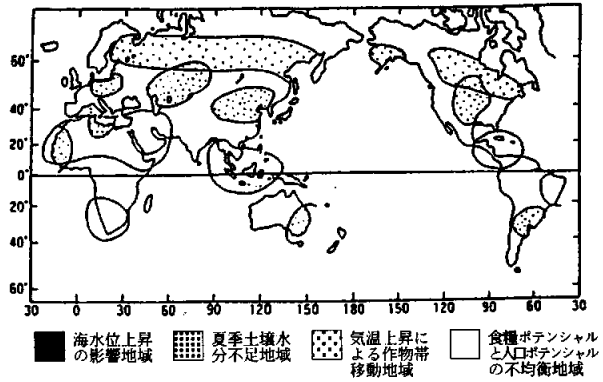 60°
40°
20°
0°
20°
40°
60°
30 0 30 60 90 120 150 180 150 120 90 60 30
海水位上昇
の影響地域
夏季土壌水
分不足地域
気温上昇に
よる作物帯
移動地域
食糧ポテンシャル
と人口ポテンシャル
の不均衡地域